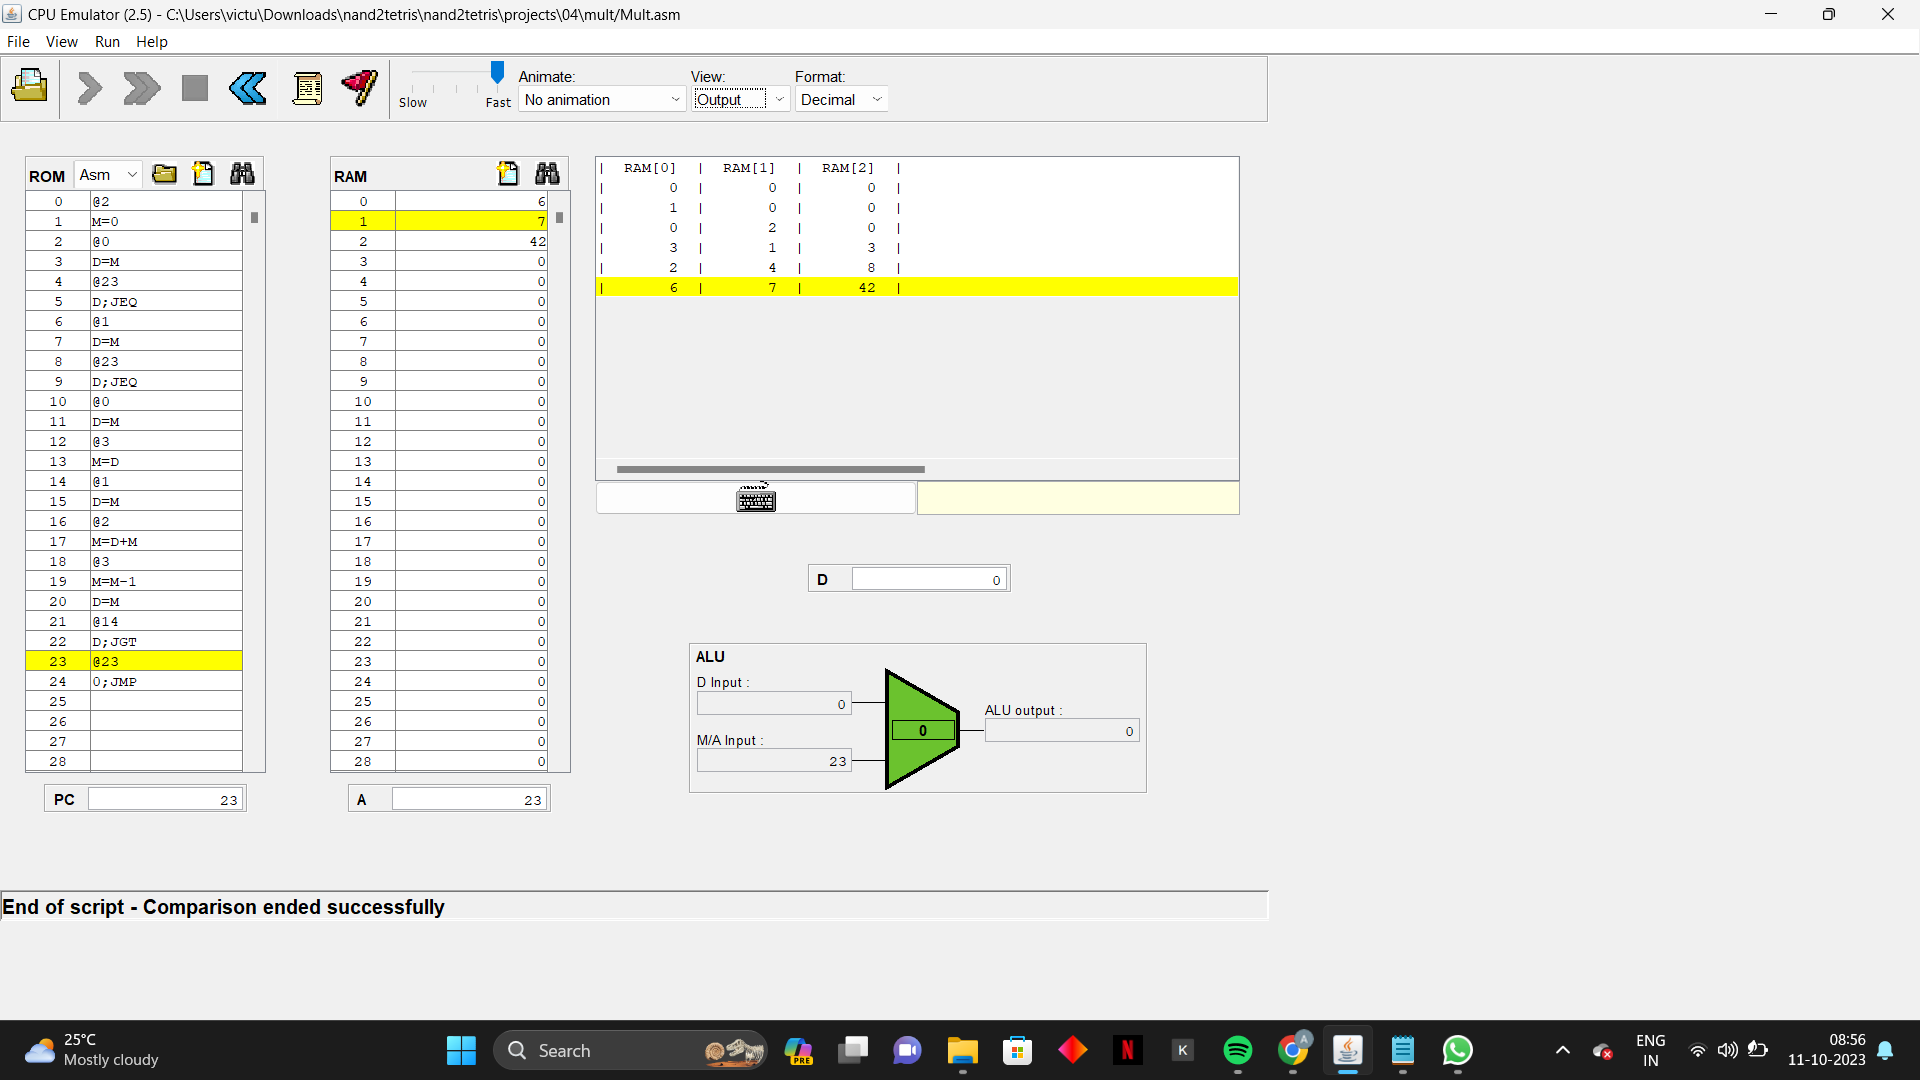 CPU Emulator (2.5) - C:\Users\victu\Downloads\nand2tetris\nand2tetris\projects\04\mult/Mult.asm
File View Run Help
Slow Fast
Animate:
No animation
View:
Output
Format:
Decimal
ROM Asm
0 @2
1 M=0
2 @0
3 D=M
4 @23
5 D;JEQ
6 @1
7 D=M
8 @23
9 D;JEQ
10 @0
11 D=M
12 @3
13 M=D
14 @1
15 D=M
16 @2
17 M=D+M
18 @3
19 M=M-1
20 D=M
21 @14
22 D;JGT
23 @23
24 0;JMP
25
26
27
28
PC 23
RAM
0 6
1 7
2 42
3 0
4 0
5 0
6 0
7 0
8 0
9 0
10 0
11 0
12 0
13 0
14 0
15 0
16 0
17 0
18 0
19 0
20 0
21 0
22 0
23 0
24 0
25 0
26 0
27 0
28 0
A 23
| RAM[0] | RAM[1] | RAM[2] |
| 0 | 0 | 0 |
| 1 | 0 | 0 |
| 0 | 2 | 0 |
| 3 | 1 | 3 |
| 2 | 4 | 8 |
| 6 | 7 | 42 |
D 0
ALU
D Input :
0
M/A Input :
23
0
ALU output :
0
End of script - Comparison ended successfully
25°C
Mostly cloudy
Search
PRE
N
K
A
ENG
IN
08:56
11-10-2023